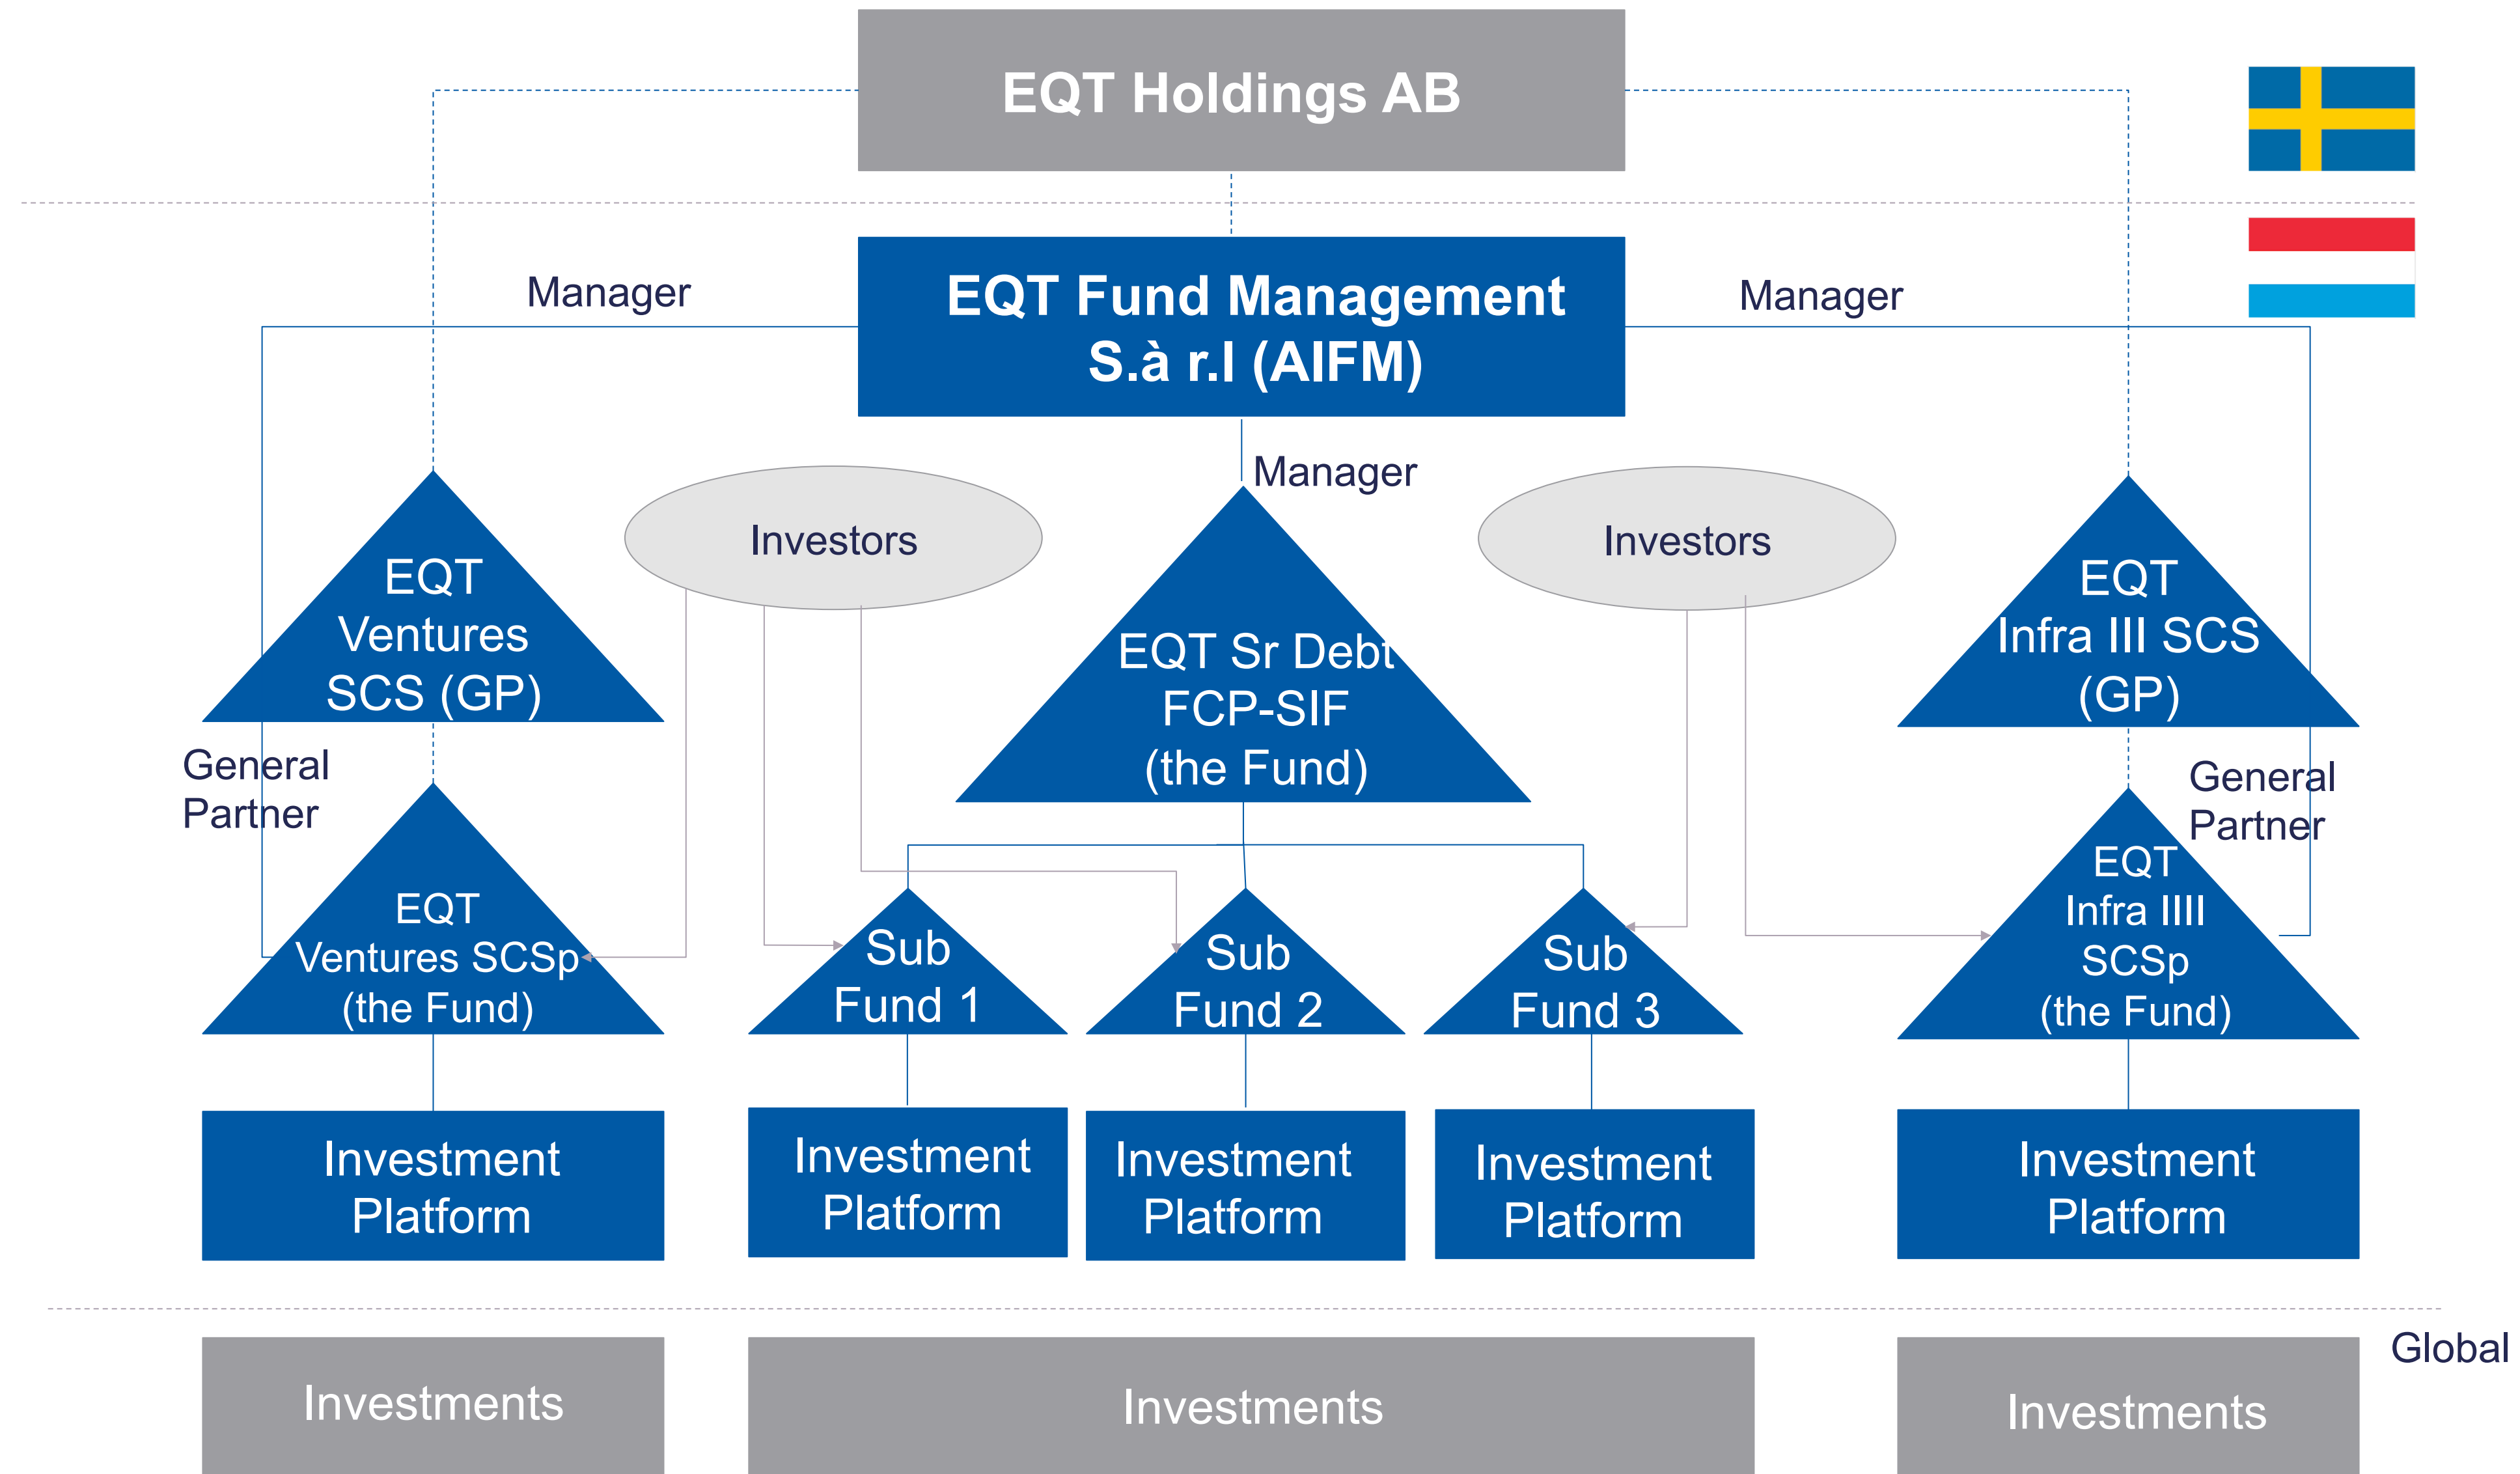 EQT Holdings AB
EQT Fund Management
S.à r.l (AIFM)
Manager
Manager
Manager
Investors
Investors
EQT
Ventures
SCS (GP)
EQT Sr Debt
FCP-SIF
(the Fund)
EQT
Infra III SCS
(GP)
General
Partner
General
Partner
EQT
Ventures SCSp
(the Fund)
Sub
Fund 1
Sub
Fund 2
Sub
Fund 3
EQT
Infra IIII
SCSp
(the Fund)
Investment
Platform
Investment
Platform
Investment
Platform
Investment
Platform
Investment
Platform
Global
Investments
Investments
Investments